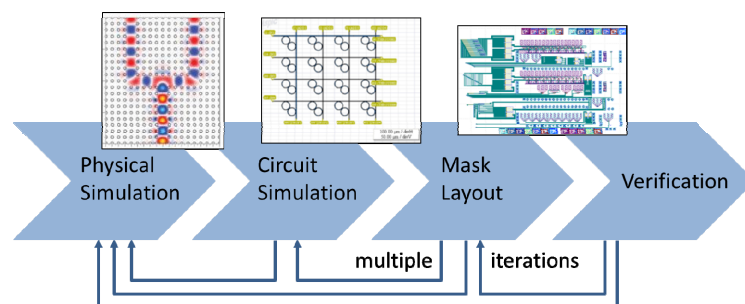 Physical
Simulation
Circuit
Simulation
Mask
Layout
Verification
multiple iterations